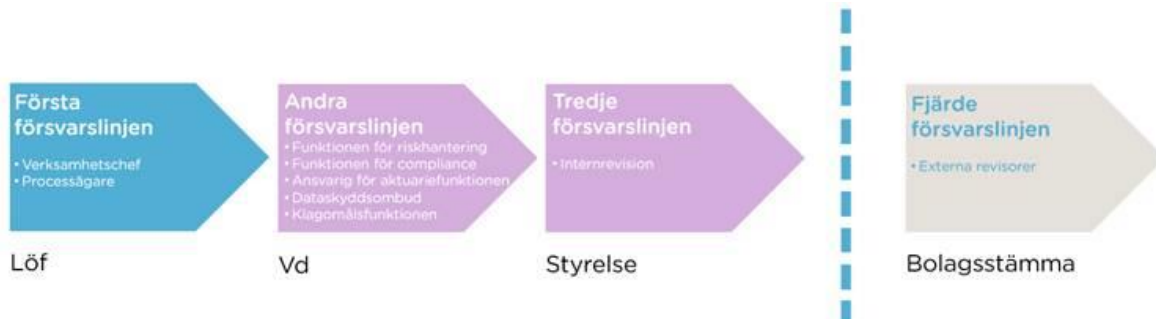 Första
försvarslinjen
• Verksamhetschef
• Processägare
Löf
Andra
försvarslinjen
• Funktionen för riskhantering
• Funktionen för compliance
• Ansvarig för aktuariefunktionen
• Dataskyddsombud
• Klagomålsfunktionen
Vd
Tredje
försvarslinjen
• Internrevision
Styrelse
Fjärde
försvarslinjen
• Externa revisorer
Bolagsstämma